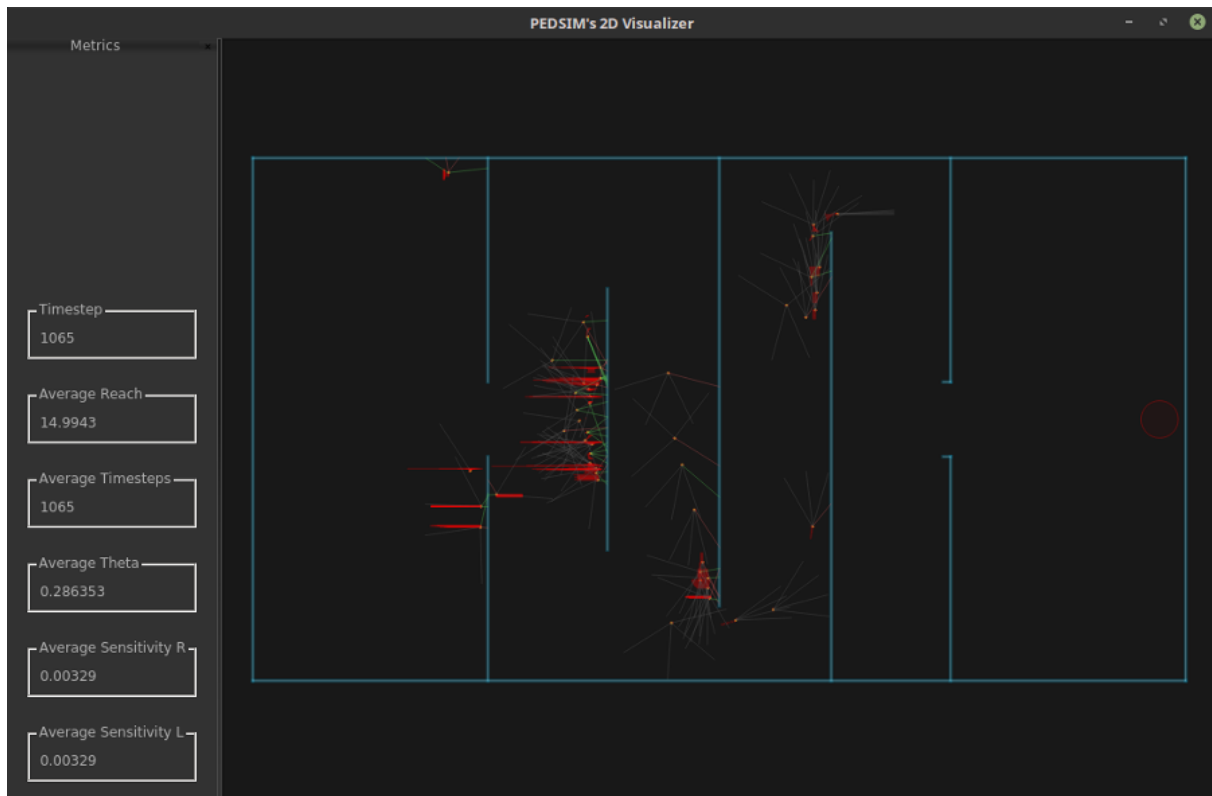 PEDSIM's 2D Visualizer
Metrics
Timestep
1065
Average Reach
14.9943
Average Timesteps
1065
Average Theta
0.286353
Average Sensitivity R
0.00329
Average Sensitivity L
0.00329